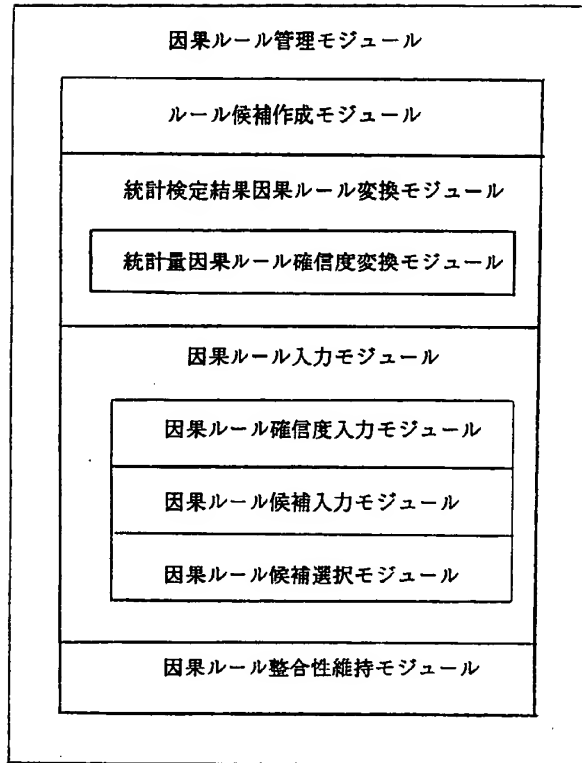 因果ルール管理モジュール
ルール候補作成モジュール
統計検定結果因果ルール変換モジュール
統計量因果ルール確信度変換モジュール
因果ルール入力モジュール
因果ルール確信度入力モジュール
因果ルール候補入力モジュール
因果ルール候補選択モジュール
因果ルール整合性維持モジュール